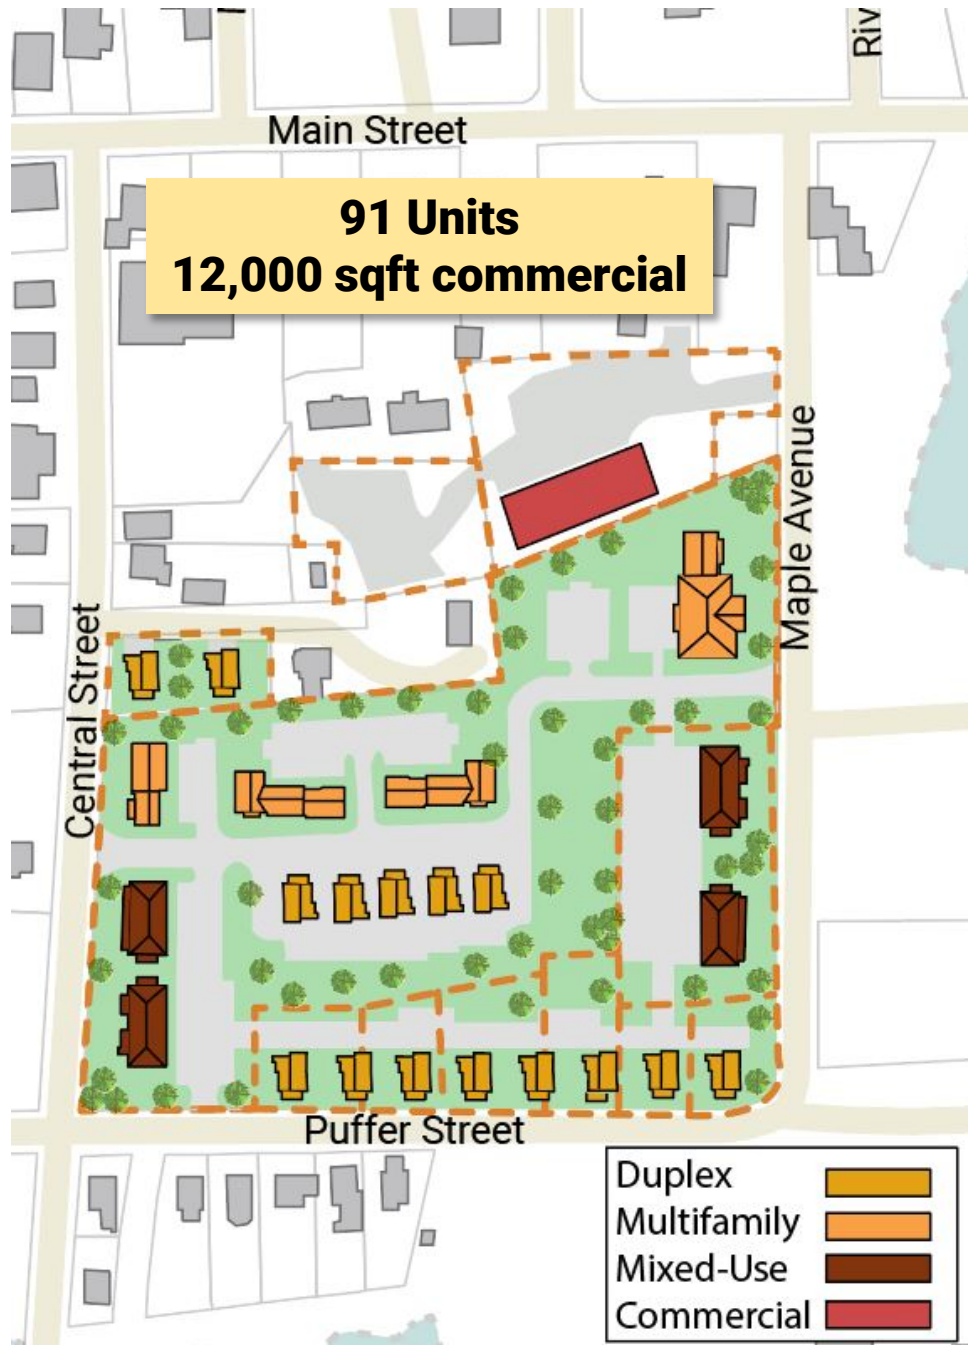 Riv
Main Street
91 Units
12,000 sqft commercial
Maple Avenue
Central Street
Puffer Street
Duplex
Multifamily
Mixed-Use
Commercial